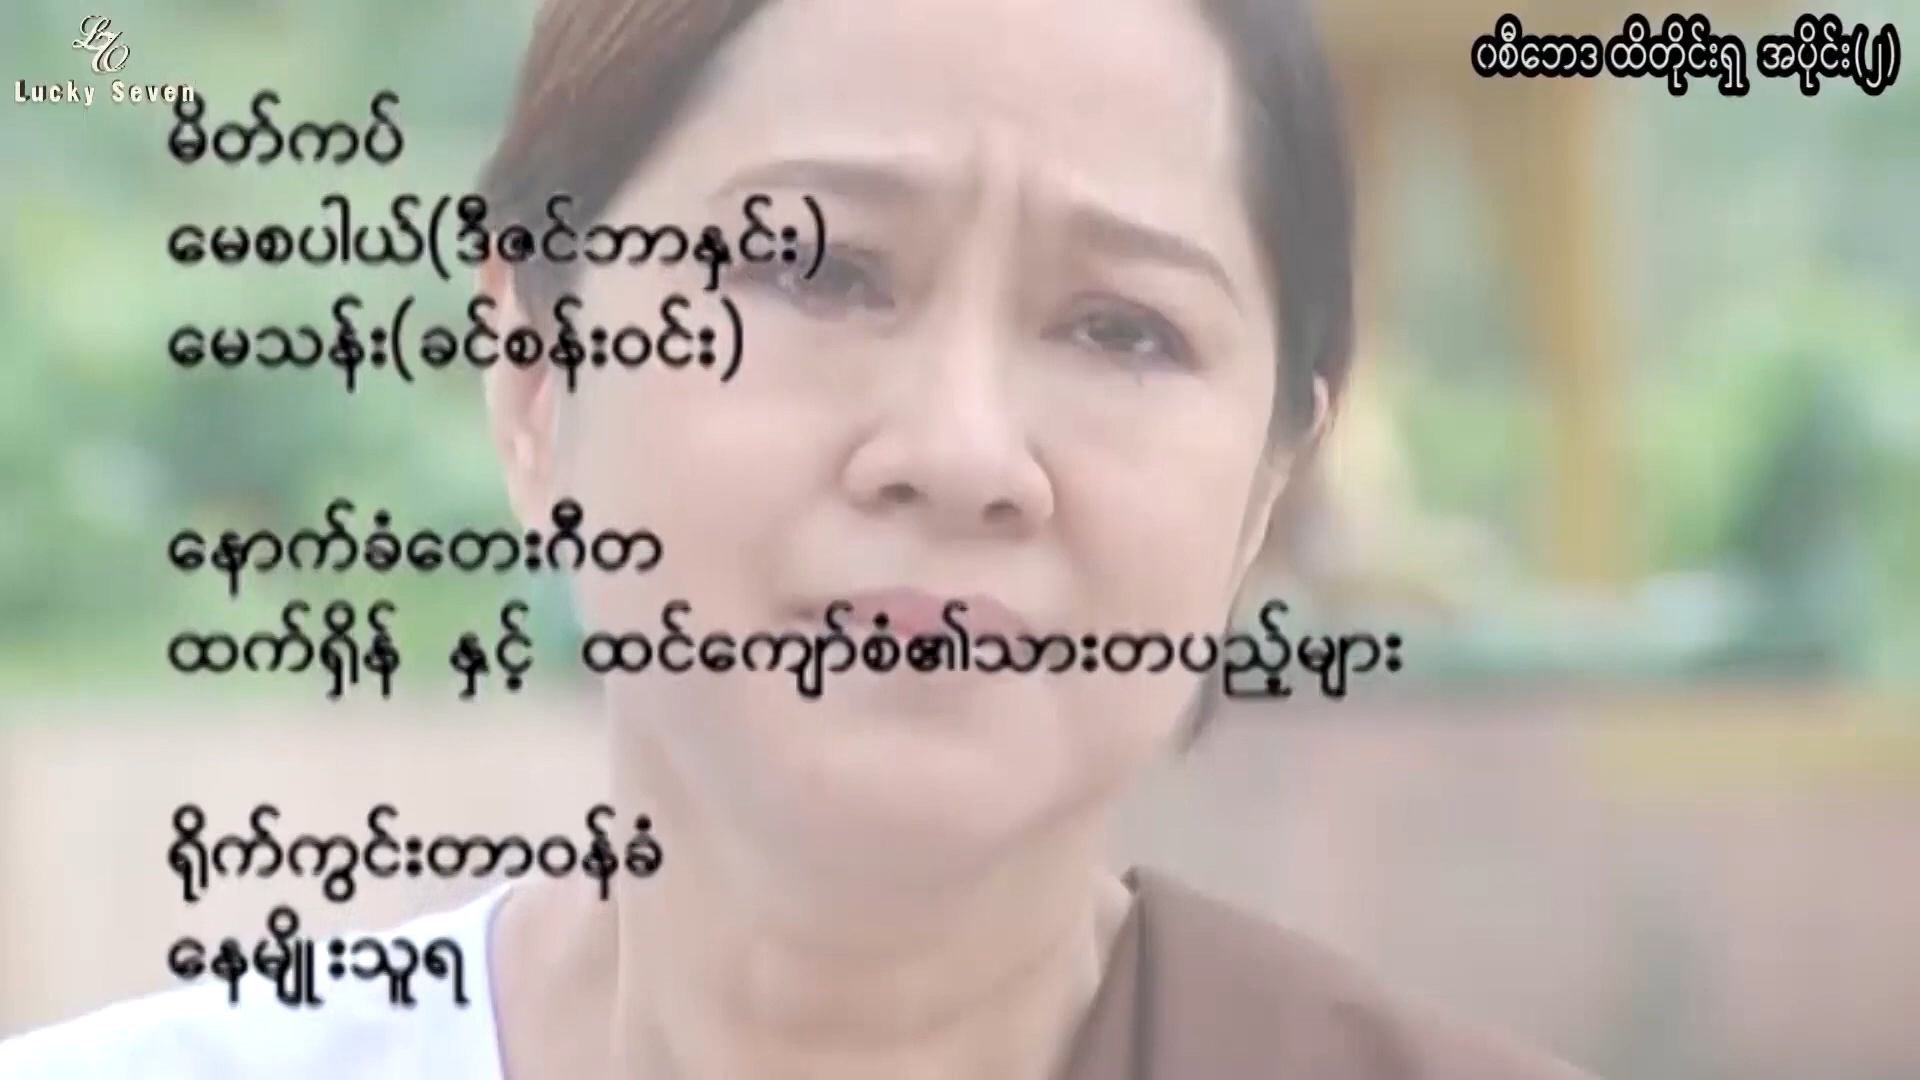 Lucky Seven
ဂစီဘေဒ ထိတိုင်းရှ အပိုင်း(၂)
မိတ်ကပ်
မေစပါယ်(ဒီဇင်ဘာနှင်း)
မေသန်း(ခင်စန်းဝင်း)
နောက်ခံတေးဂီတ
ထက်ရှိန် နှင့် ထင်ကျော်စံ၏သားတပည့်များ
ရိုက်ကွင်းတာဝန်ခံ
နေမျိုးသူရ